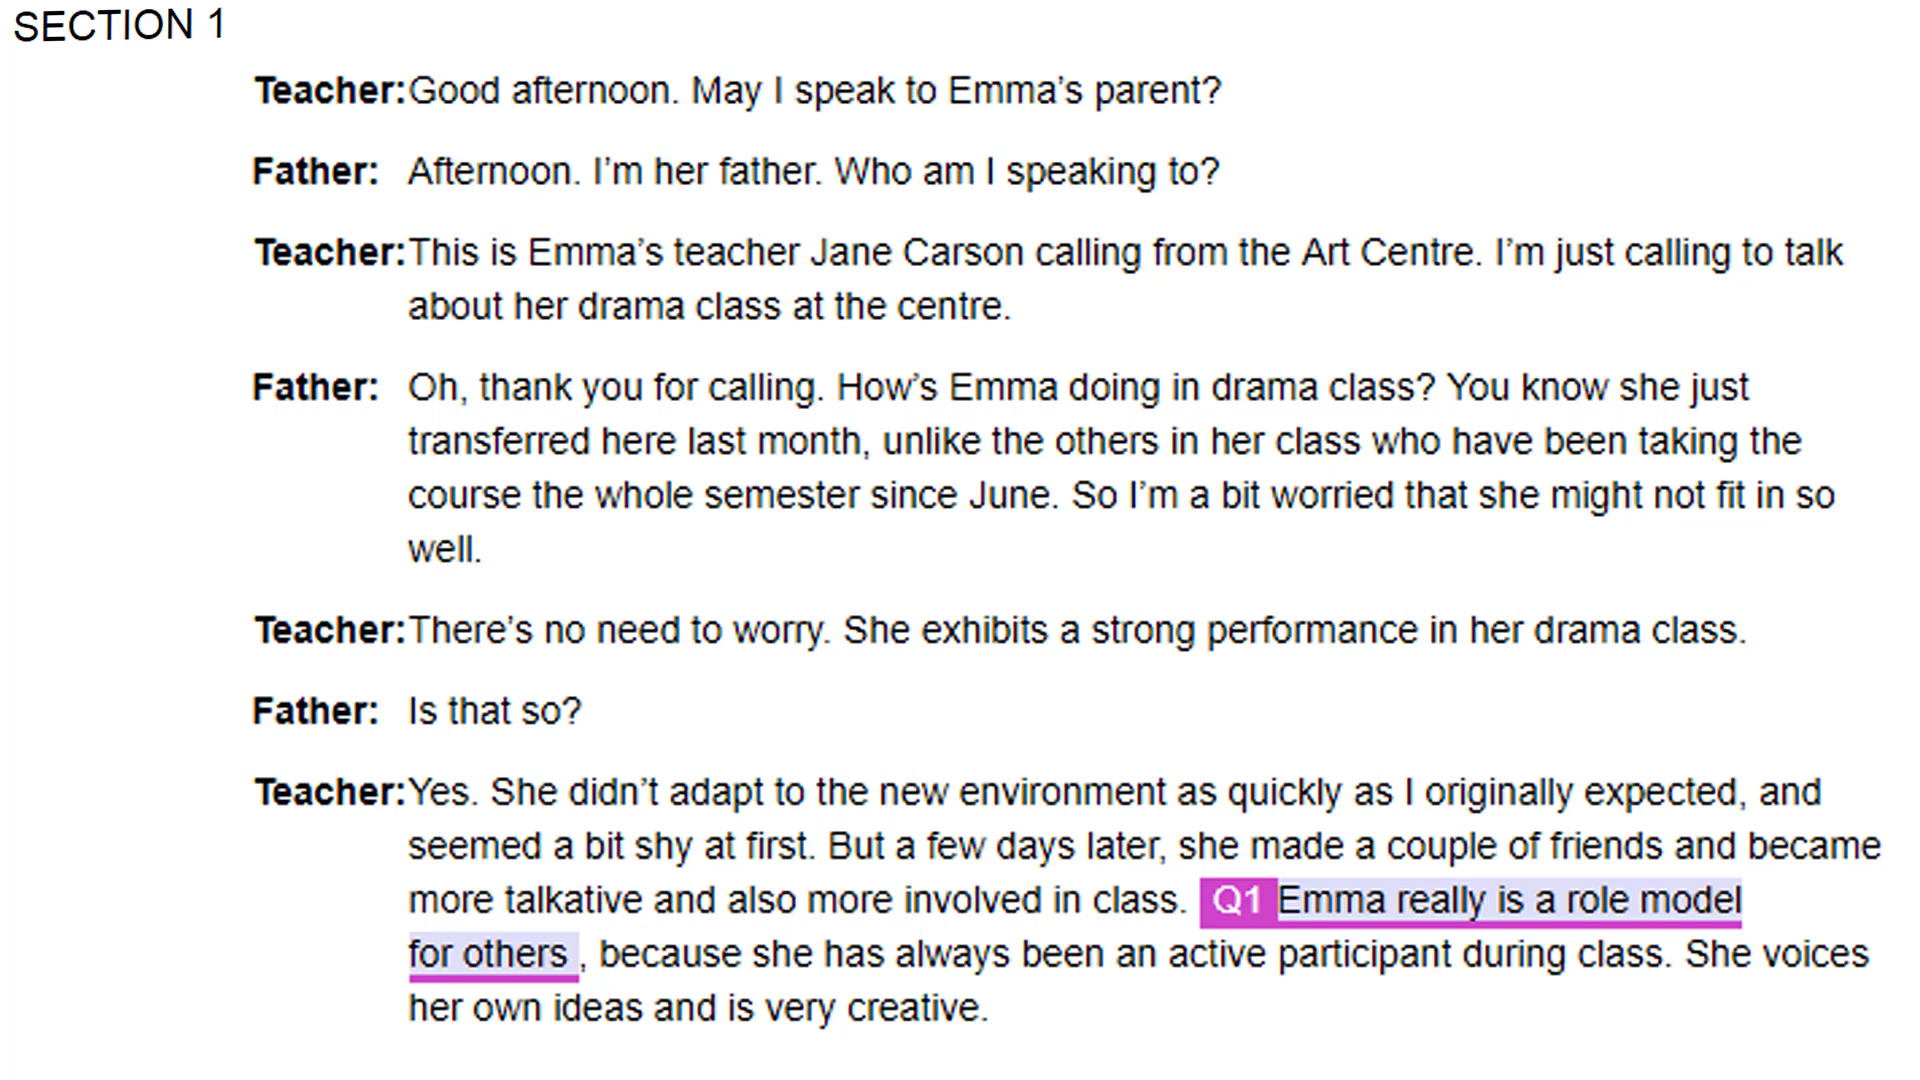 SECTION 1
Teacher: Good afternoon. May I speak to Emma’s parent?
Father: Afternoon. I’m her father. Who am I speaking to?
Teacher: This is Emma’s teacher Jane Carson calling from the Art Centre. I’m just calling to talk
about her drama class at the centre.
Father: Oh, thank you for calling. How’s Emma doing in drama class? You know she just
transferred here last month, unlike the others in her class who have been taking the
course the whole semester since June. So I’m a bit worried that she might not fit in so
well.
Teacher: There’s no need to worry. She exhibits a strong performance in her drama class.
Father: Is that so?
Teacher: Yes. She didn’t adapt to the new environment as quickly as I originally expected, and
seemed a bit shy at first. But a few days later, she made a couple of friends and became
more talkative and also more involved in class. Q1 Emma really is a role model
for others , because she has always been an active participant during class. She voices
her own ideas and is very creative.